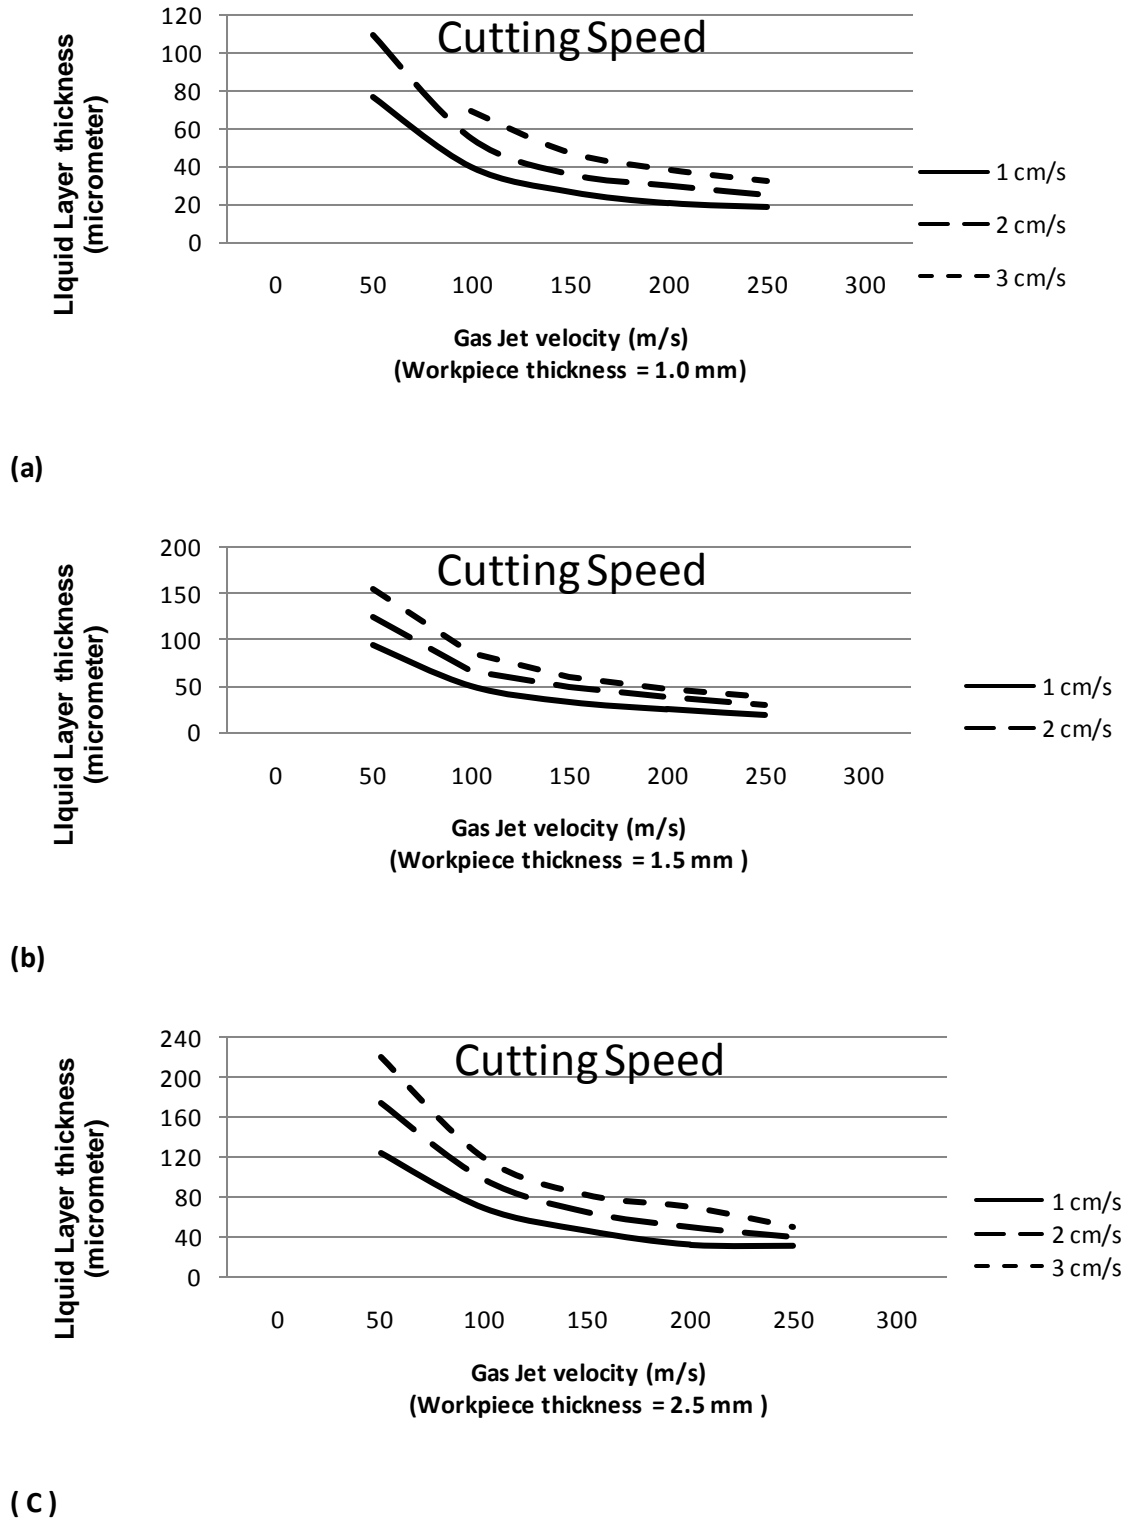 Cutting Speed
LIquid Layer thickness
(micrometer)
120
100
80
60
40
20
0
0 50 100 150 200 250 300
1 cm/s
2 cm/s
3 cm/s
Gas Jet velocity (m/s)
(Workpiece thickness = 1.0 mm)
(a)
Cutting Speed
LIquid Layer thickness
(micrometer)
200
150
100
50
0
0 50 100 150 200 250 300
1 cm/s
2 cm/s
Gas Jet velocity (m/s)
(Workpiece thickness = 1.5 mm )
(b)
Cutting Speed
LIquid Layer thickness
(micrometer)
240
200
160
120
80
40
0
0 50 100 150 200 250 300
1 cm/s
2 cm/s
3 cm/s
Gas Jet velocity (m/s)
(Workpiece thickness = 2.5 mm )
( C )